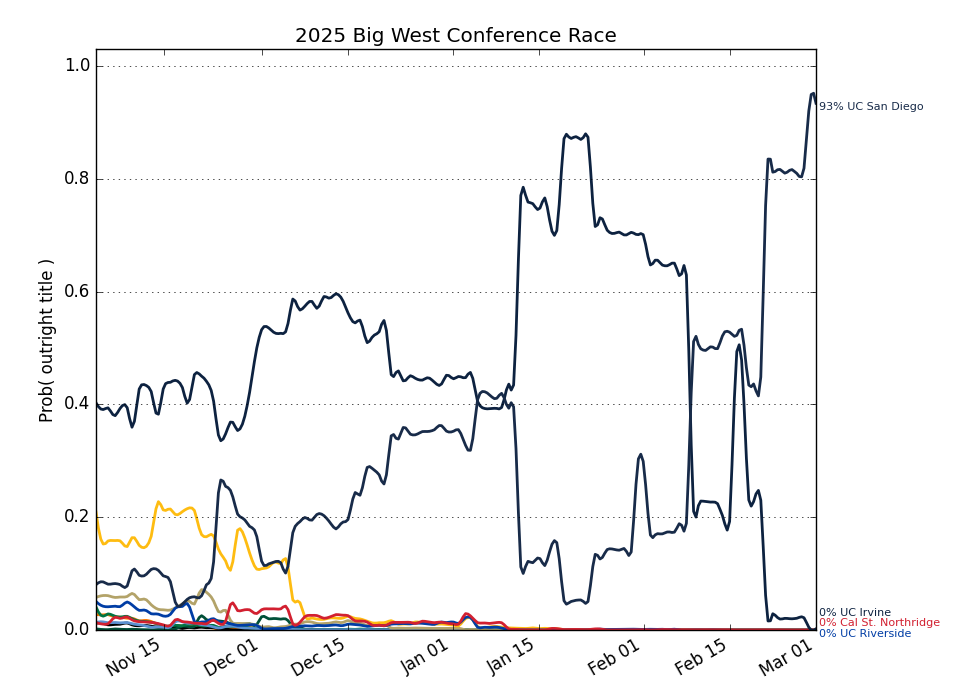 2025 Big West Conference Race
Prob( outright title )
1.0
0.8
0.6
0.4
0.2
0.0
Nov 15
Dec 01
Dec 15
Jan 01
Jan 15
Feb 01
Feb 15
Mar 01
93% UC San Diego
0% UC Irvine
0% Cal St. Northridge
0% UC Riverside